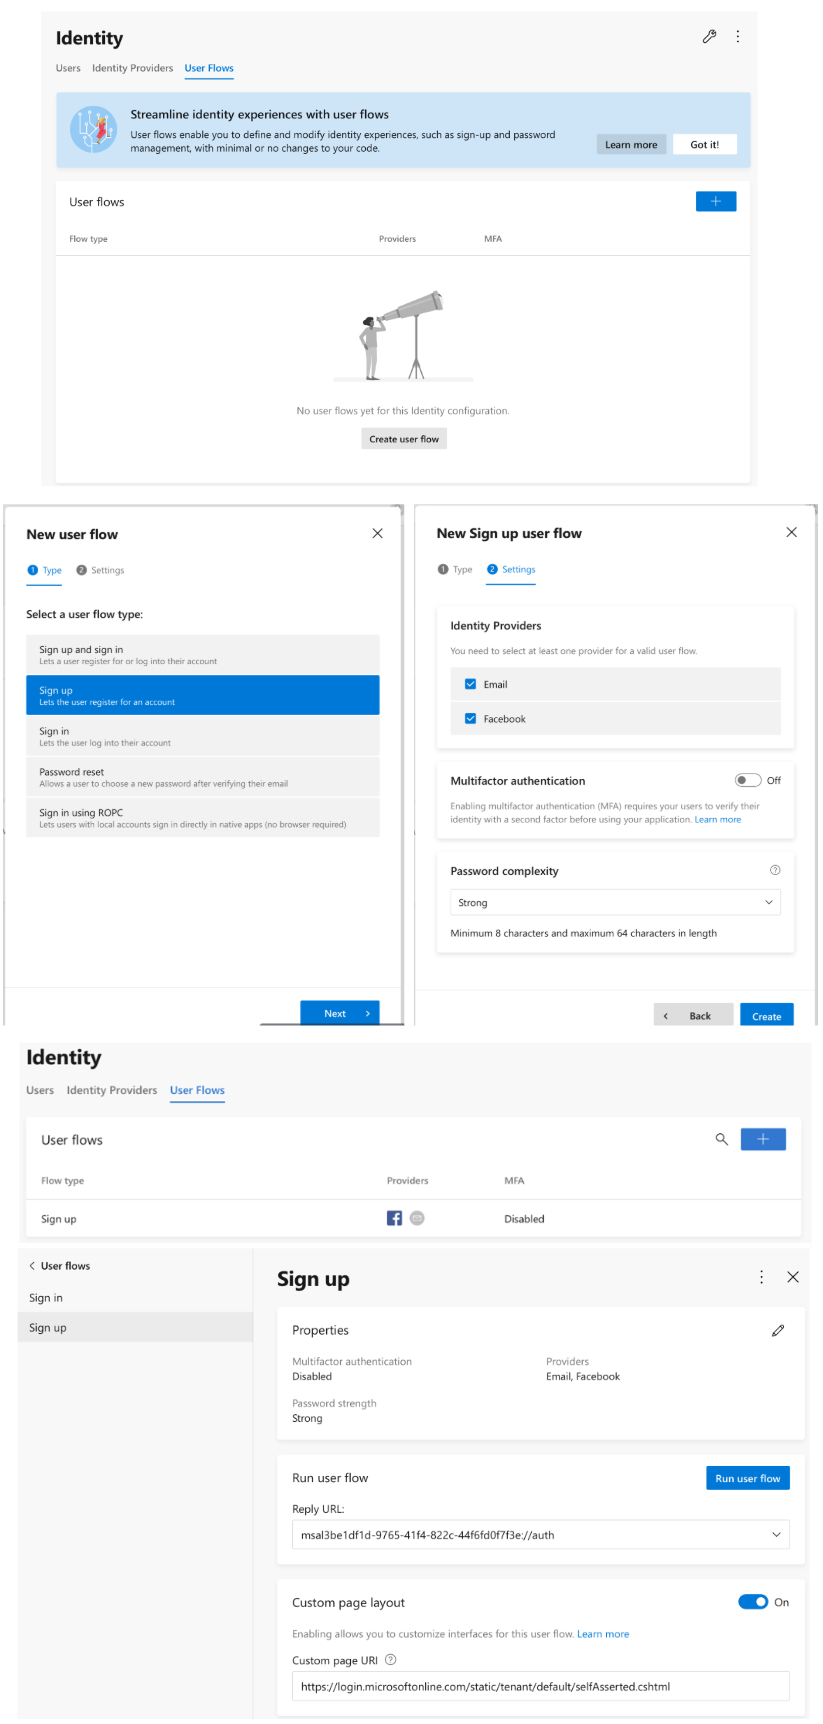 Identity
Users Identity Providers User Flows
Streamline identity experiences with user flows
User flows enable you to define and modify identity experiences, such as sign-up and password
management, with minimal or no changes to your code.
Learn more Got it!
User flows
Flow type Providers MFA
No user flows yet for this Identity configuration.
Create user flow
New user flow
1 Type 2 Settings
Select a user flow type:
Sign up and sign in
Lets a user register for or log into their account
Sign up
Lets the user register for an account
Sign in
Lets the user log into their account
Password reset
Allows a user to choose a new password after verifying their email
Sign in using ROPC
Lets users with local accounts sign in directly in native apps (no browser required)
Next
New Sign up user flow
1 Type 2 Settings
Identity Providers
You need to select at least one provider for a valid user flow.
Email
Facebook
Multifactor authentication Off
Enabling multifactor authentication (MFA) requires your users to verify their
identity with a second factor before using your application. Learn more
Password complexity
Strong
Minimum 8 characters and maximum 64 characters in length
Back Create
Identity
Users Identity Providers User Flows
User flows
Flow type Providers MFA
Sign up Disabled
User flows
Sign in
Sign up
Sign up
Properties
Multifactor authentication Providers
Disabled Email, Facebook
Password strength
Strong
Run user flow Run user flow
Reply URL:
msal3be1df1d-9765-41f4-822c-44f6fd0f7f3e://auth
Custom page layout On
Enabling allows you to customize interfaces for this user flow. Learn more
Custom page URI
https://login.microsoftonline.com/static/tenant/default/selfAsserted.cshtml